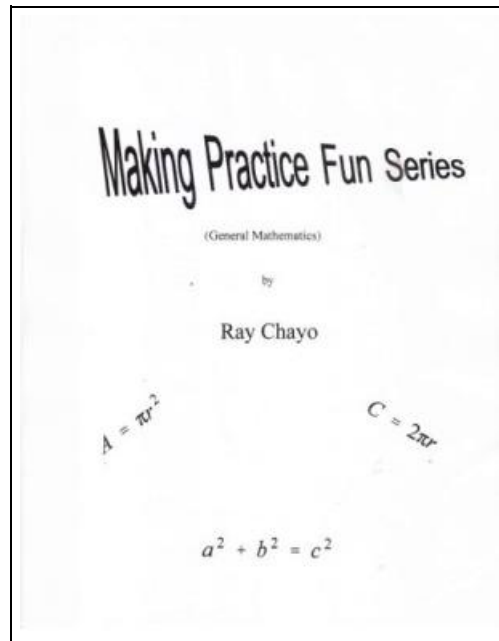 Making Practice Fun Series
(General Mathematics)
by
Ray Chayo
A = πr²
C = 2πr
a² + b² = c²